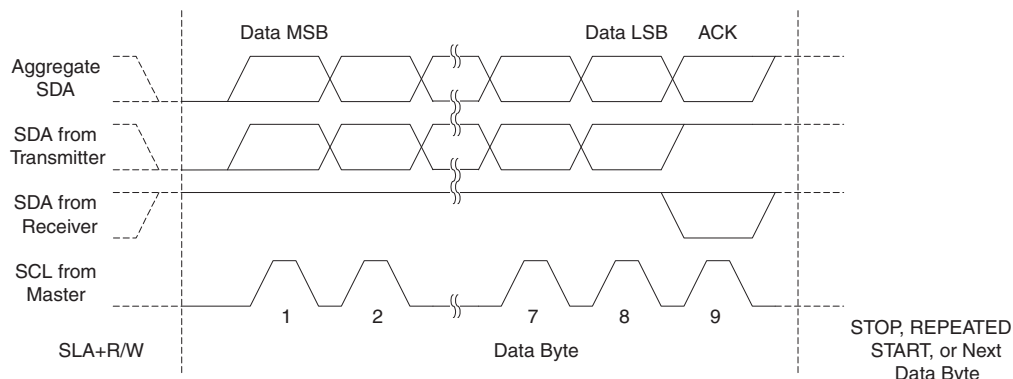 Data MSB
Data LSB
ACK
Aggregate
SDA
SDA from
Transmitter
SDA from
Receiver
SCL from
Master
1
2
7
8
9
SLA+R/W
Data Byte
STOP, REPEATED
START, or Next
Data Byte